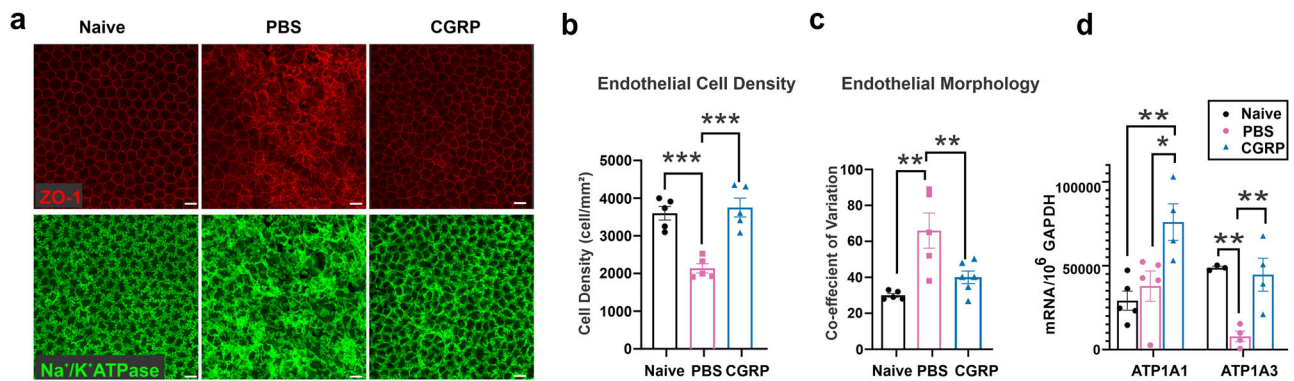 a
Naive PBS CGRP
ZO-1
Na⁺/K⁺ATPase
b
Endothelial Cell Density
Cell Density (cell/mm²)
5000
4000
3000
2000
1000
0
***
***
Naive PBS CGRP
c
Endothelial Morphology
Co-effecient of Variation
100
80
60
40
20
0
**
**
Naive PBS CGRP
d
Naive
PBS
CGRP
mRNA/10⁶ GAPDH
100000
50000
0
**
*
**
**
ATP1A1 ATP1A3